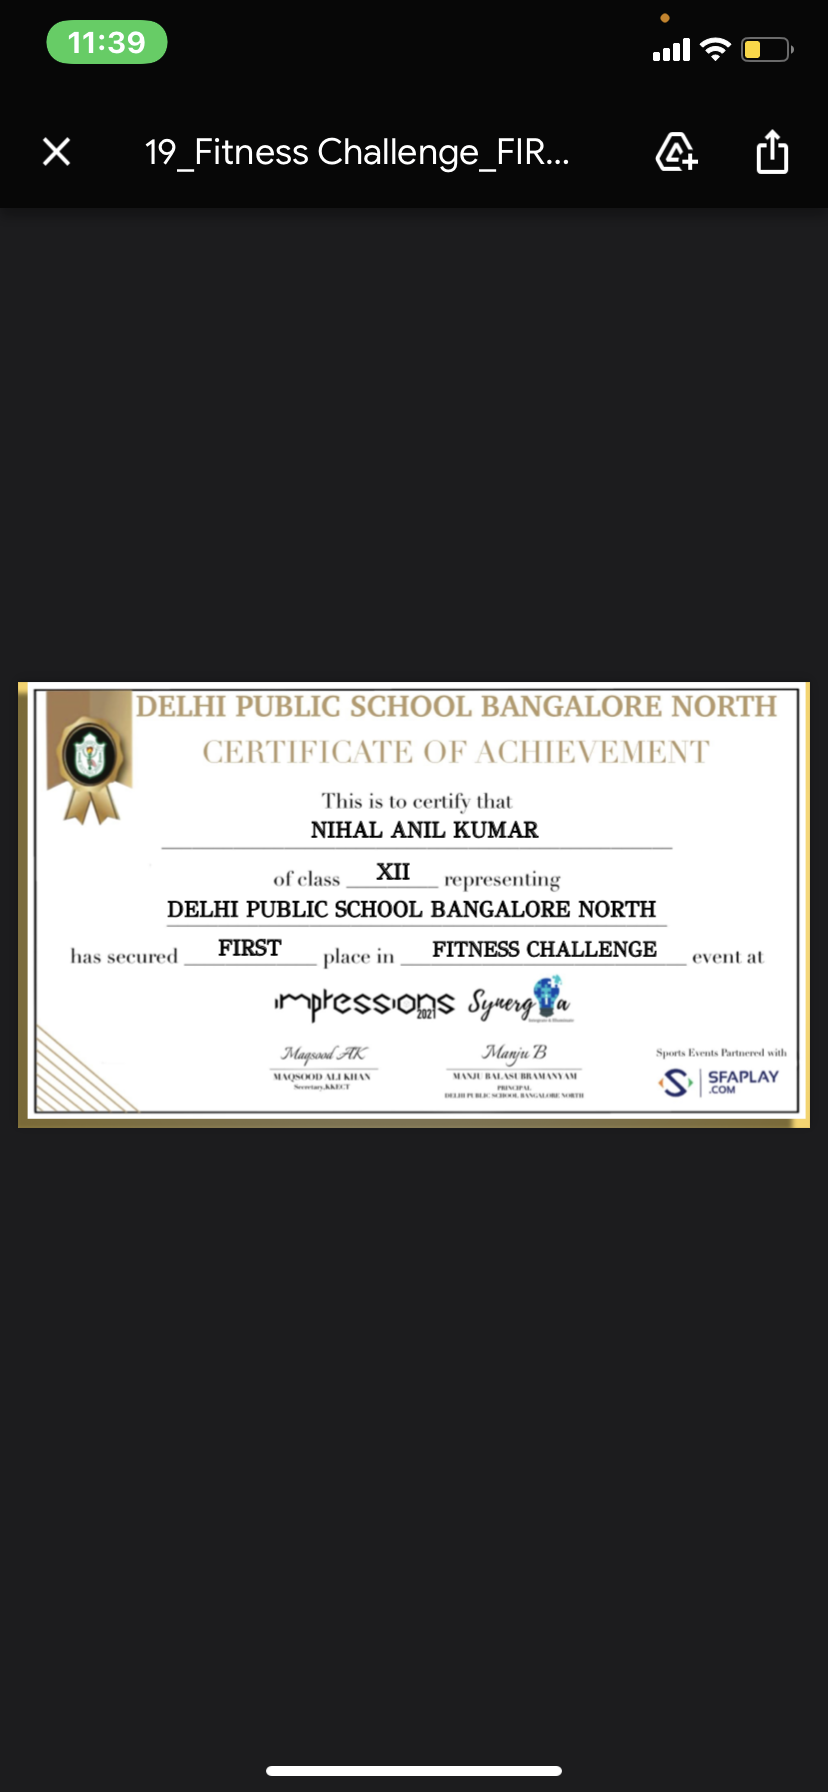 11:39
19_Fitness Challenge_FIR...
DELHI PUBLIC SCHOOL BANGALORE NORTH
CERTIFICATE OF ACHIEVEMENT
This is to certify that
NIHAL ANIL KUMAR
of class XII representing
DELHI PUBLIC SCHOOL BANGALORE NORTH
has secured FIRST place in FITNESS CHALLENGE event at
ımpressıons 2021 Synergia
Maqsood AK
MAQSOOD ALI KHAN
Secretary,KKECT
Manju B
MANJU BALASUBRAMANYAM
PRINCIPAL
DELHI PUBLIC SCHOOL BANGALORE NORTH
Sports Events Partnered with
S SFAPLAY
.COM